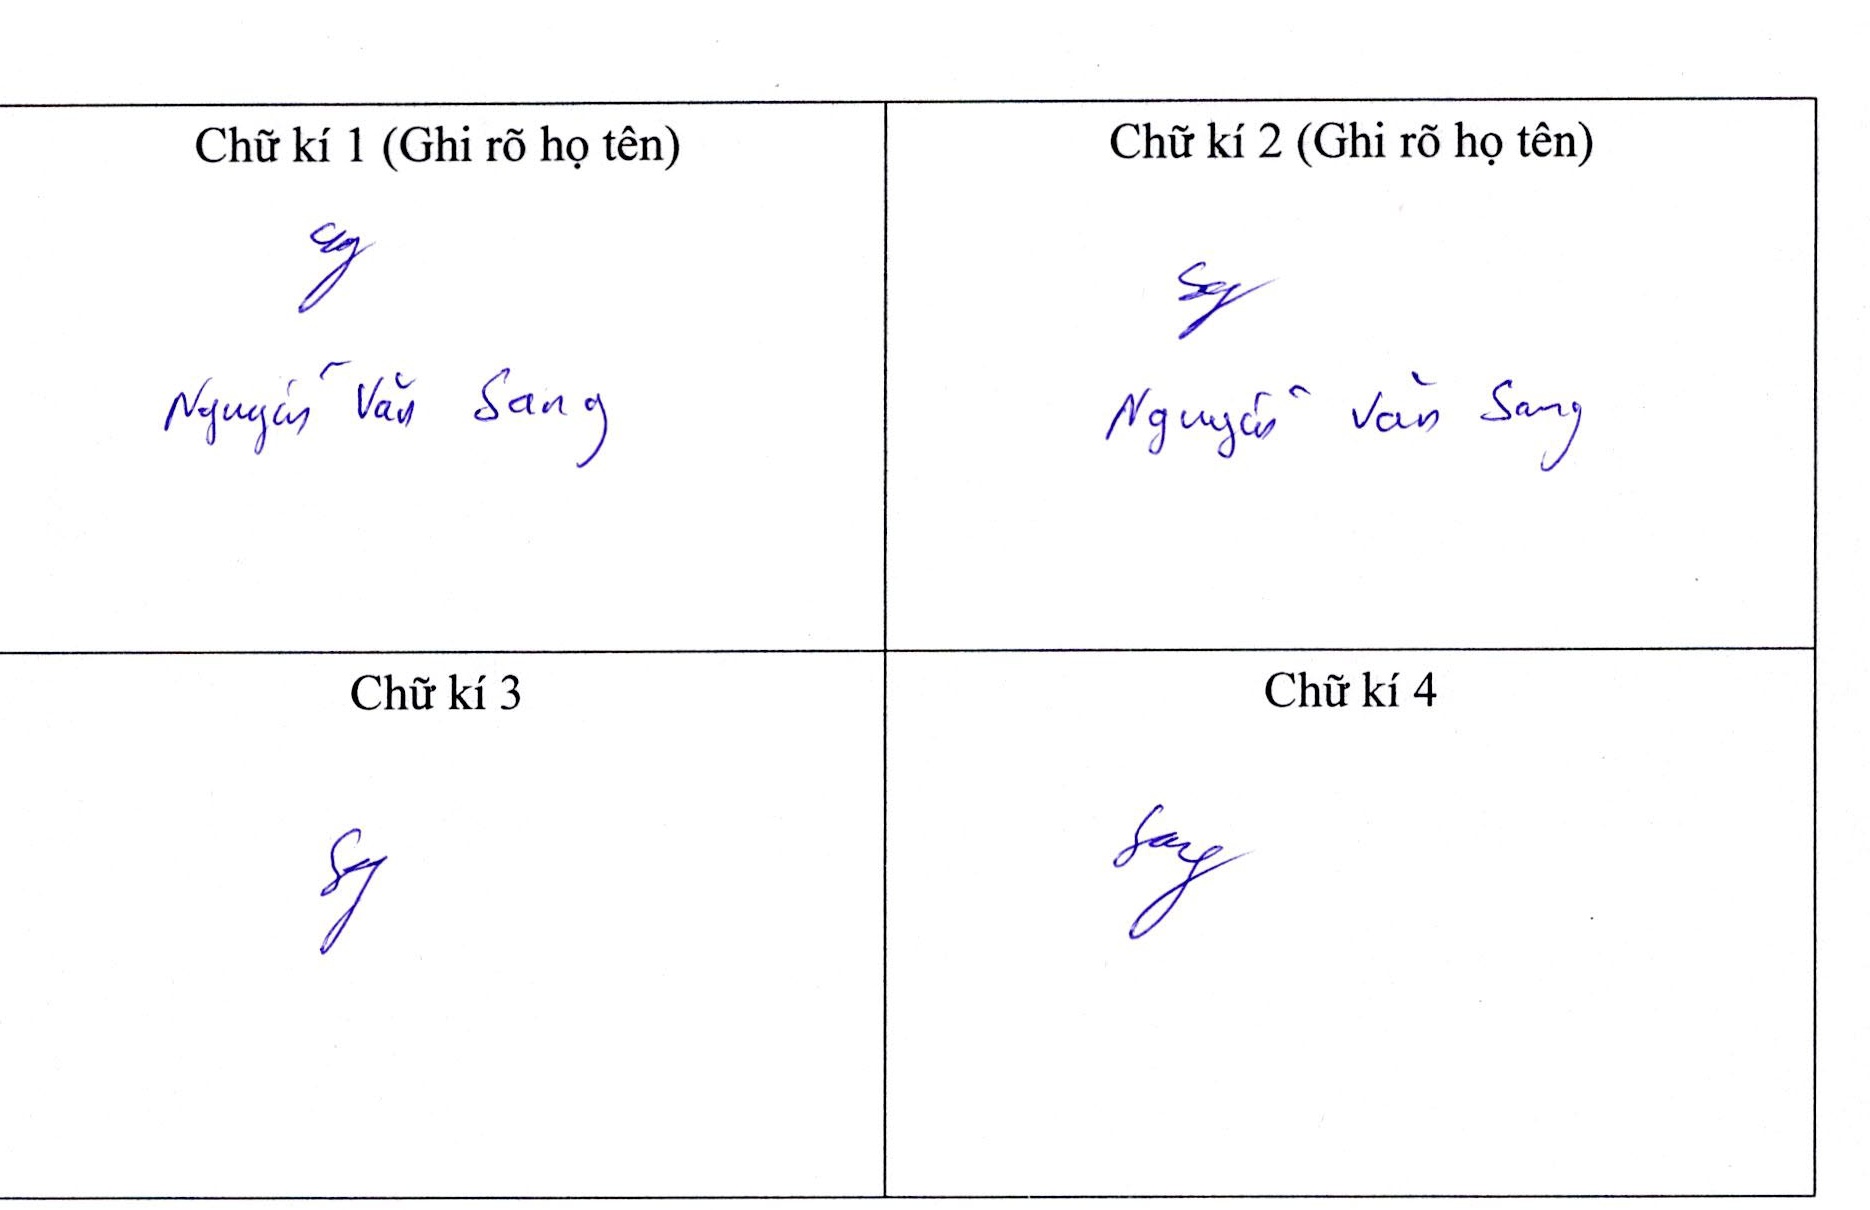 Chữ kí 1 (Ghi rõ họ tên)
Sg
Nguyễn Văn Sang
Chữ kí 2 (Ghi rõ họ tên)
Sg
Nguyễn Văn Sang
Chữ kí 3
Sg
Chữ kí 4
Sang